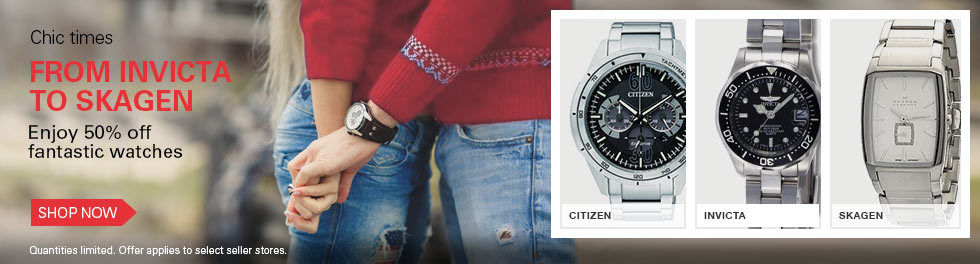 Chic times
FROM INVICTA
TO SKAGEN
Enjoy 50% off
fantastic watches
SHOP NOW
Quantities limited. Offer applies to select seller stores.
CITIZEN
TACHYMETER
60
CITIZEN
INVICTA
INVICTA
SKAGEN
SKAGEN